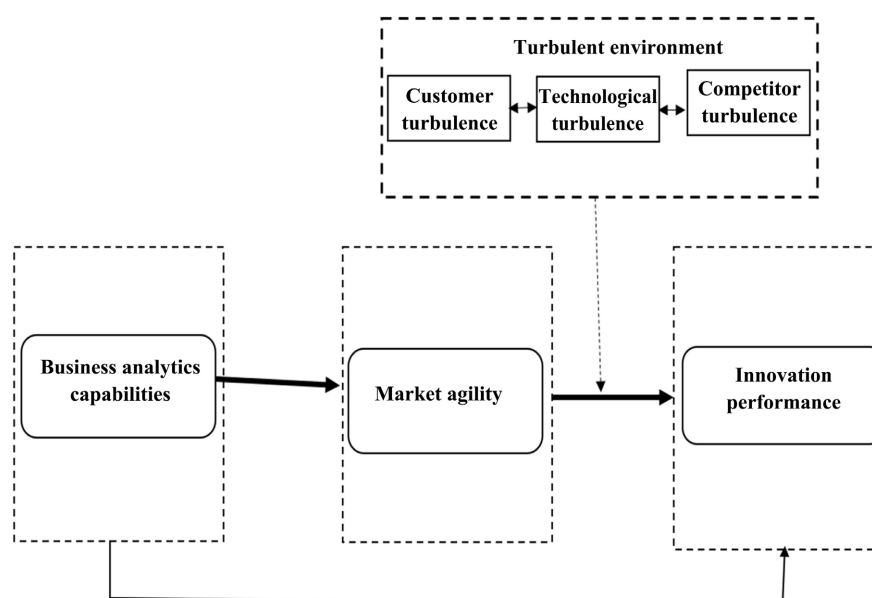 Turbulent environment
Customer
turbulence
Technological
turbulence
Competitor
turbulence
Business analytics
capabilities
Market agility
Innovation
performance